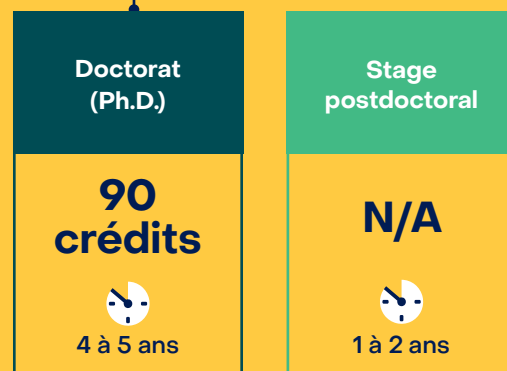 Doctorat
(Ph.D.)
90
crédits
4 à 5 ans
Stage
postdoctoral
N/A
1 à 2 ans